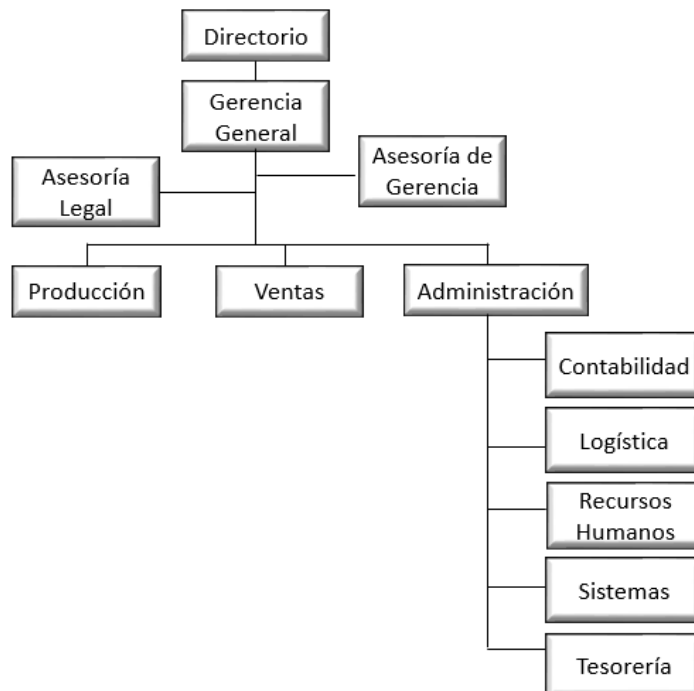 Directorio
Gerencia
General
Asesoría de
Gerencia
Asesoría
Legal
Producción
Ventas
Administración
Contabilidad
Logística
Recursos
Humanos
Sistemas
Tesorería